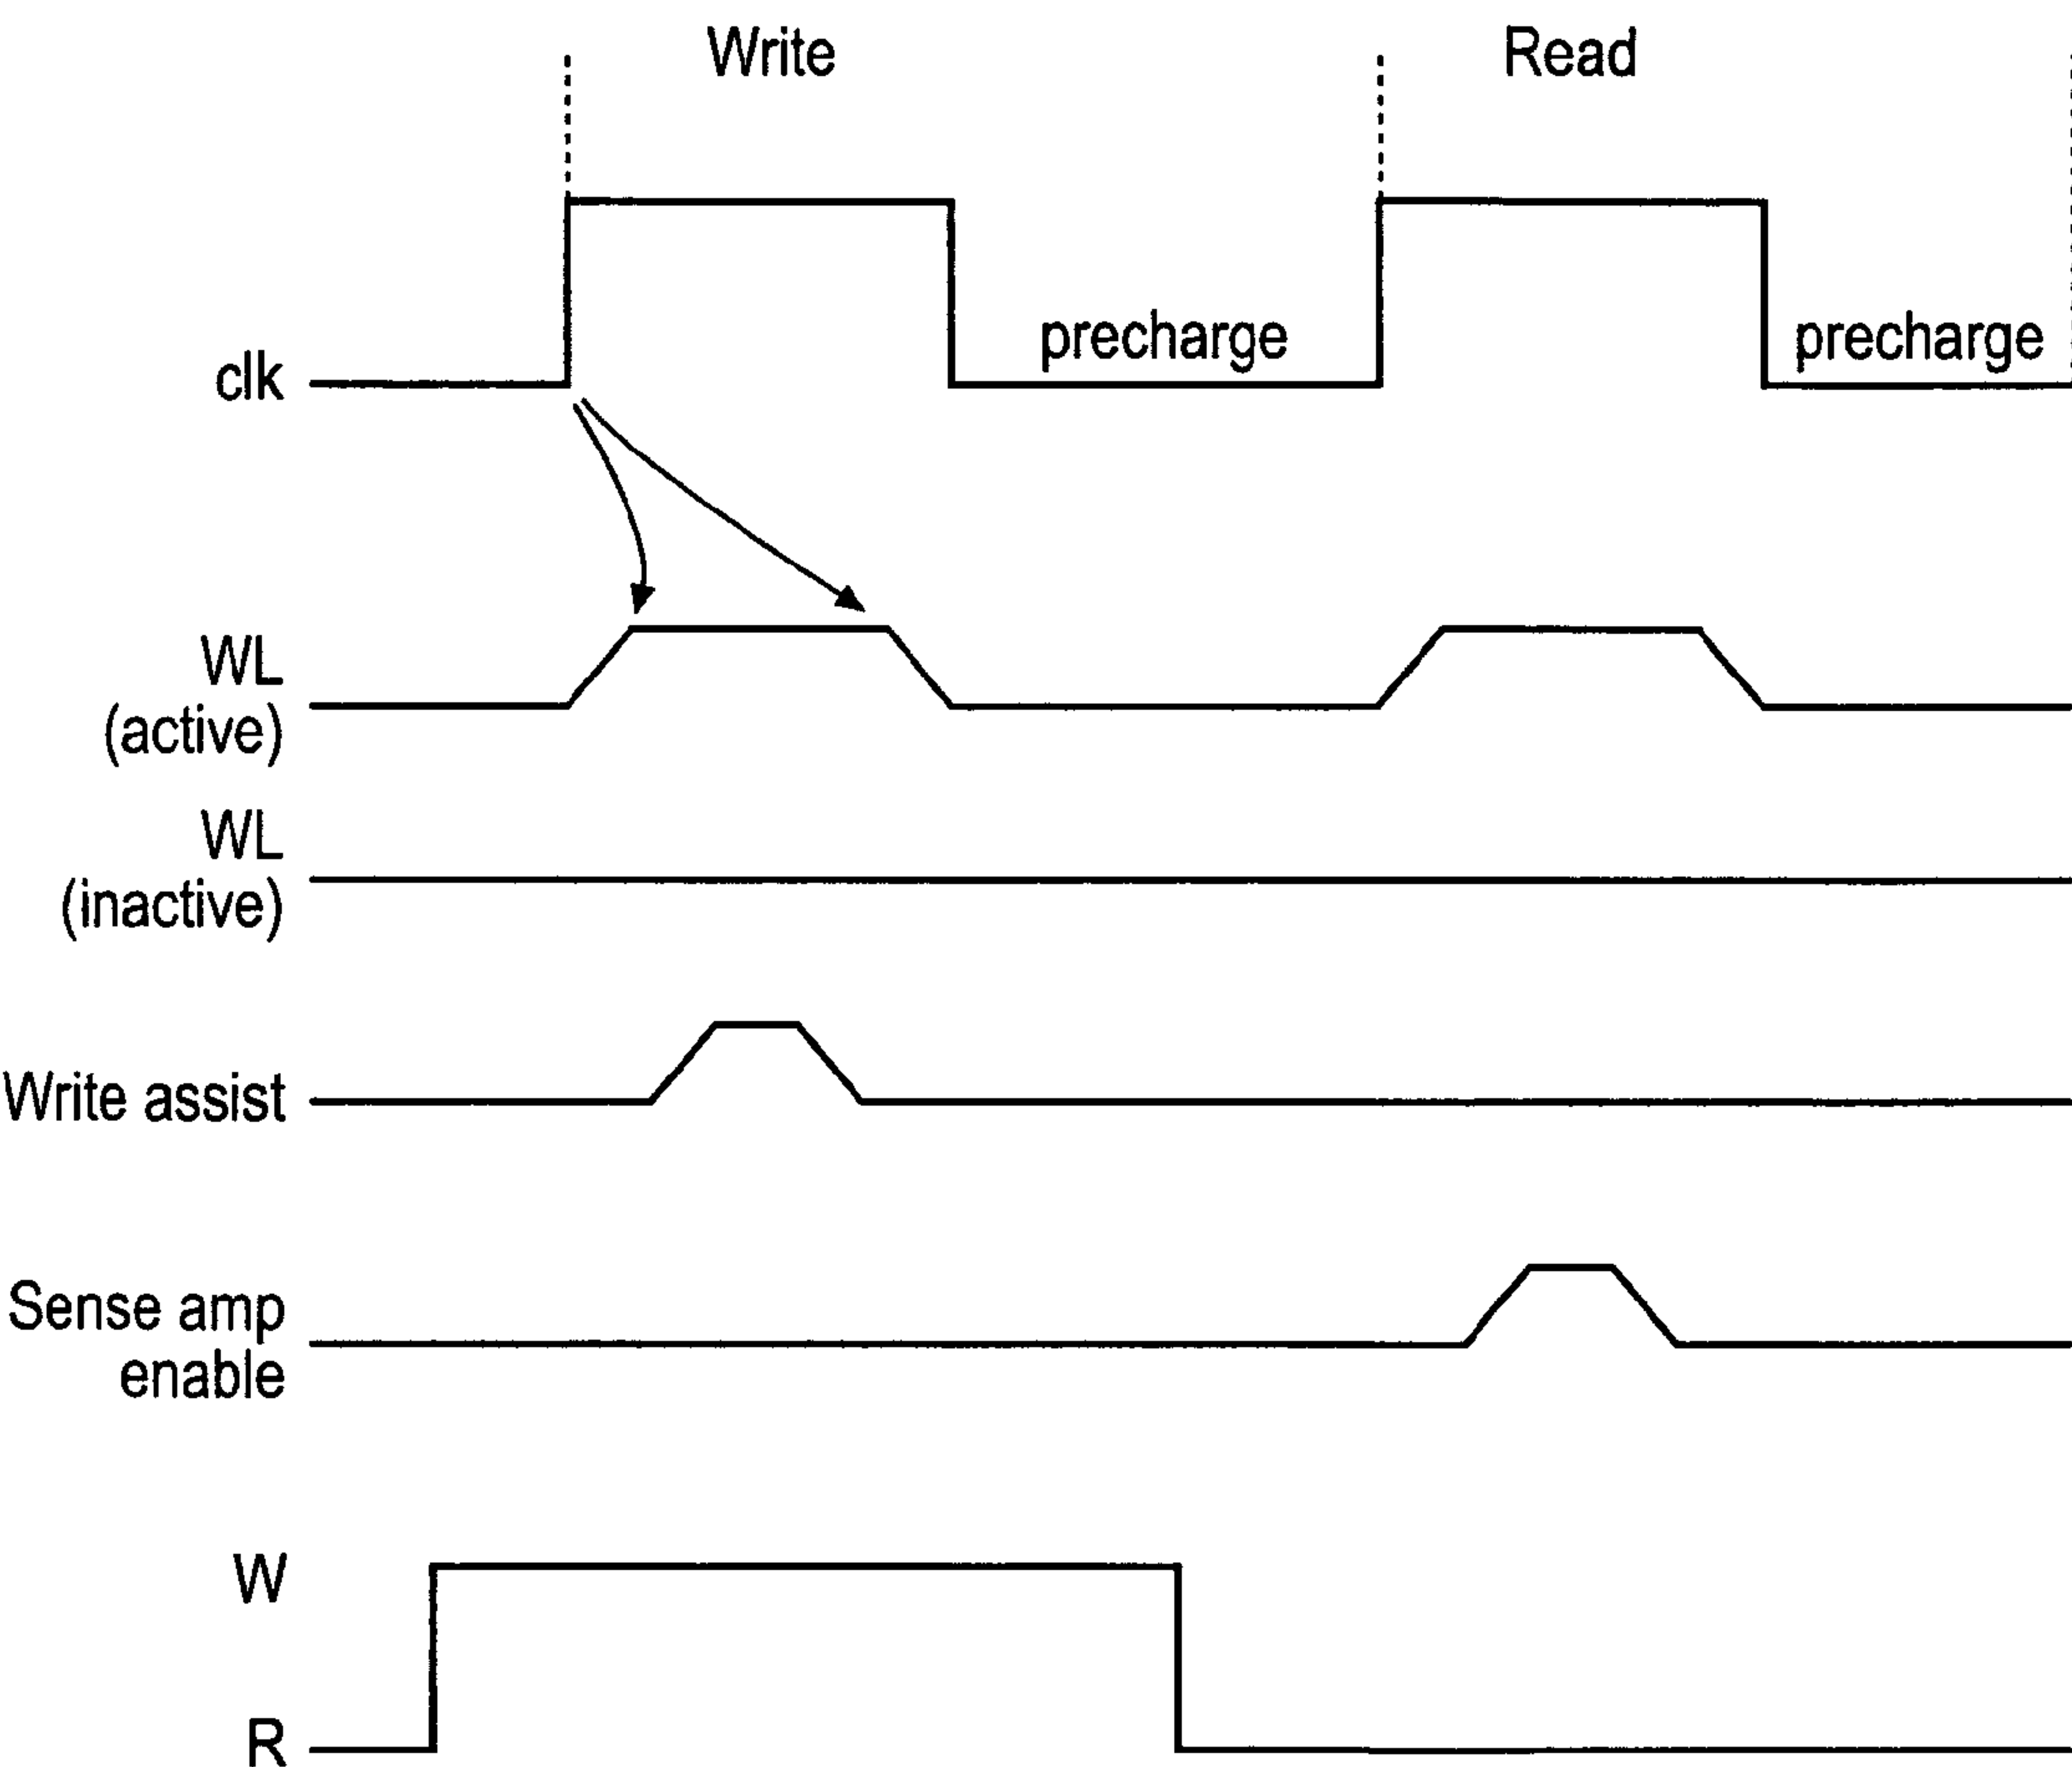 Write
Read
precharge
precharge
clk
WL
(active)
WL
(inactive)
Write assist
Sense amp
enable
W
R